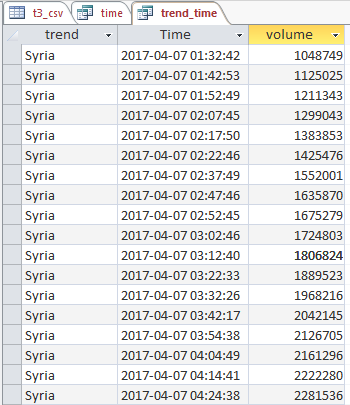 t3_csv time trend_time
trend Time volume
Syria 2017-04-07 01:32:42 1048749
Syria 2017-04-07 01:42:53 1125025
Syria 2017-04-07 01:52:49 1211343
Syria 2017-04-07 02:07:45 1299043
Syria 2017-04-07 02:17:50 1383853
Syria 2017-04-07 02:22:46 1425476
Syria 2017-04-07 02:37:49 1552001
Syria 2017-04-07 02:47:46 1635870
Syria 2017-04-07 02:52:45 1675279
Syria 2017-04-07 03:02:46 1724803
Syria 2017-04-07 03:12:40 1806824
Syria 2017-04-07 03:22:33 1889523
Syria 2017-04-07 03:32:26 1968216
Syria 2017-04-07 03:42:17 2042145
Syria 2017-04-07 03:54:38 2126705
Syria 2017-04-07 04:04:49 2161296
Syria 2017-04-07 04:14:41 2222280
Syria 2017-04-07 04:24:38 2281536